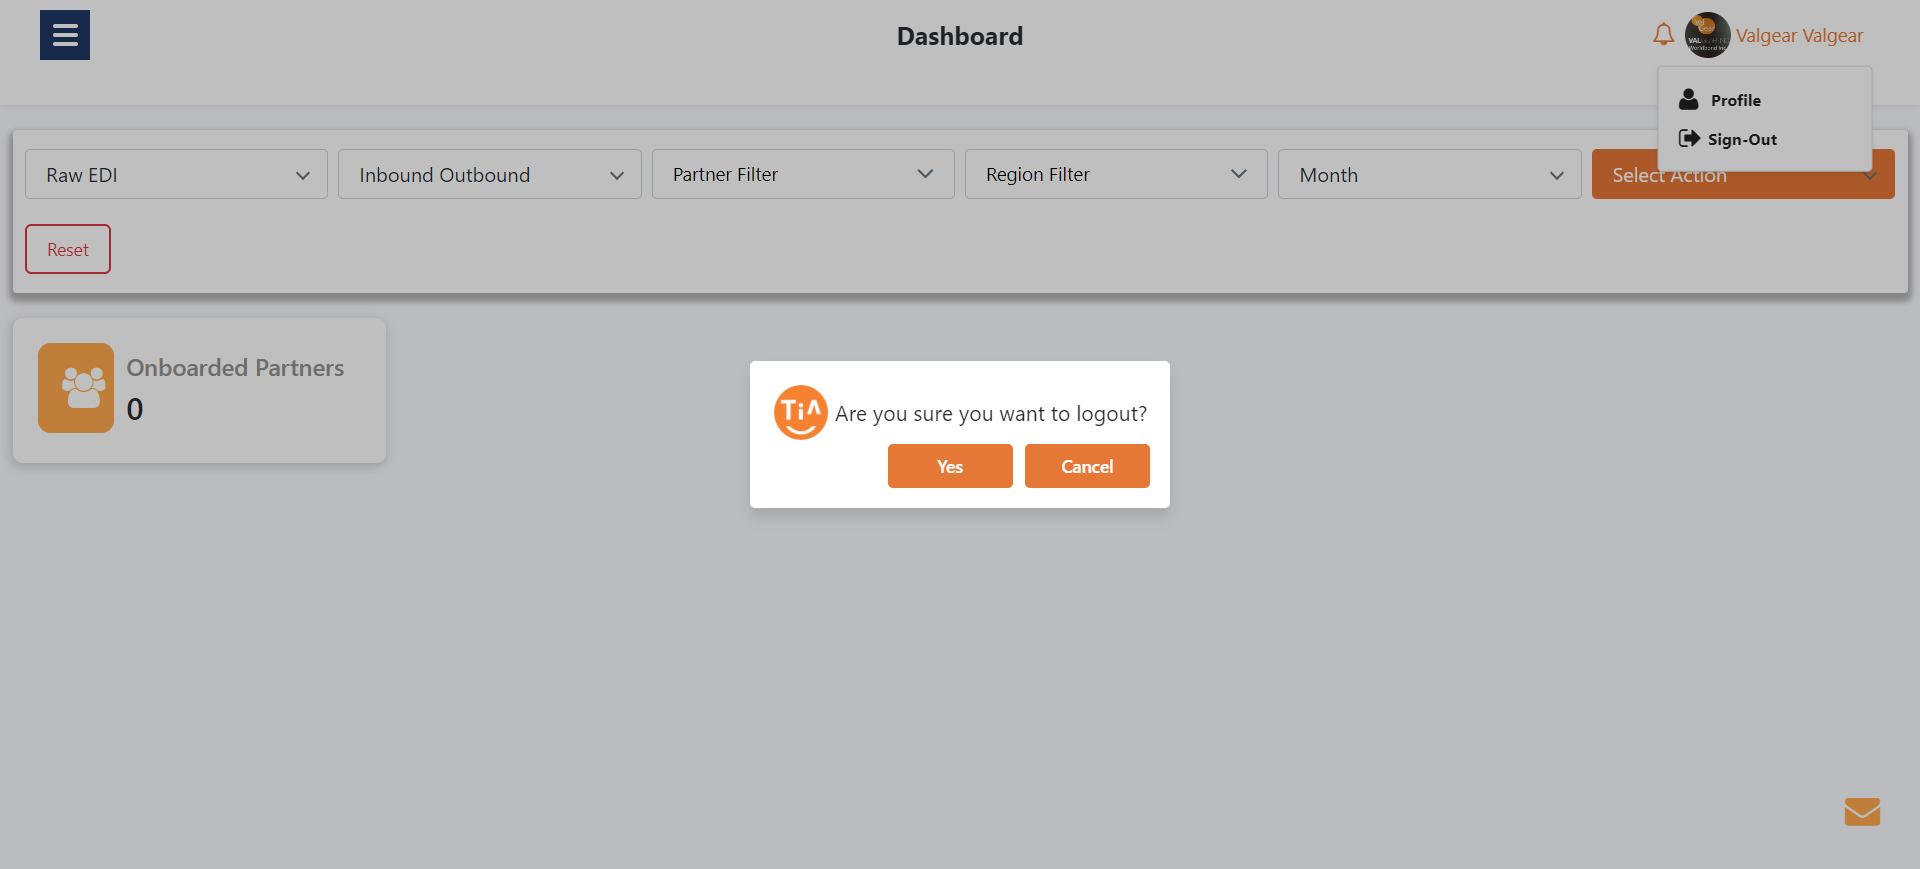 Dashboard
Valgear Valgear
Profile
Sign-Out
Raw EDI
Inbound Outbound
Partner Filter
Region Filter
Month
Select Action
Reset
Onboarded Partners
0
TiA
Are you sure you want to logout?
Yes
Cancel